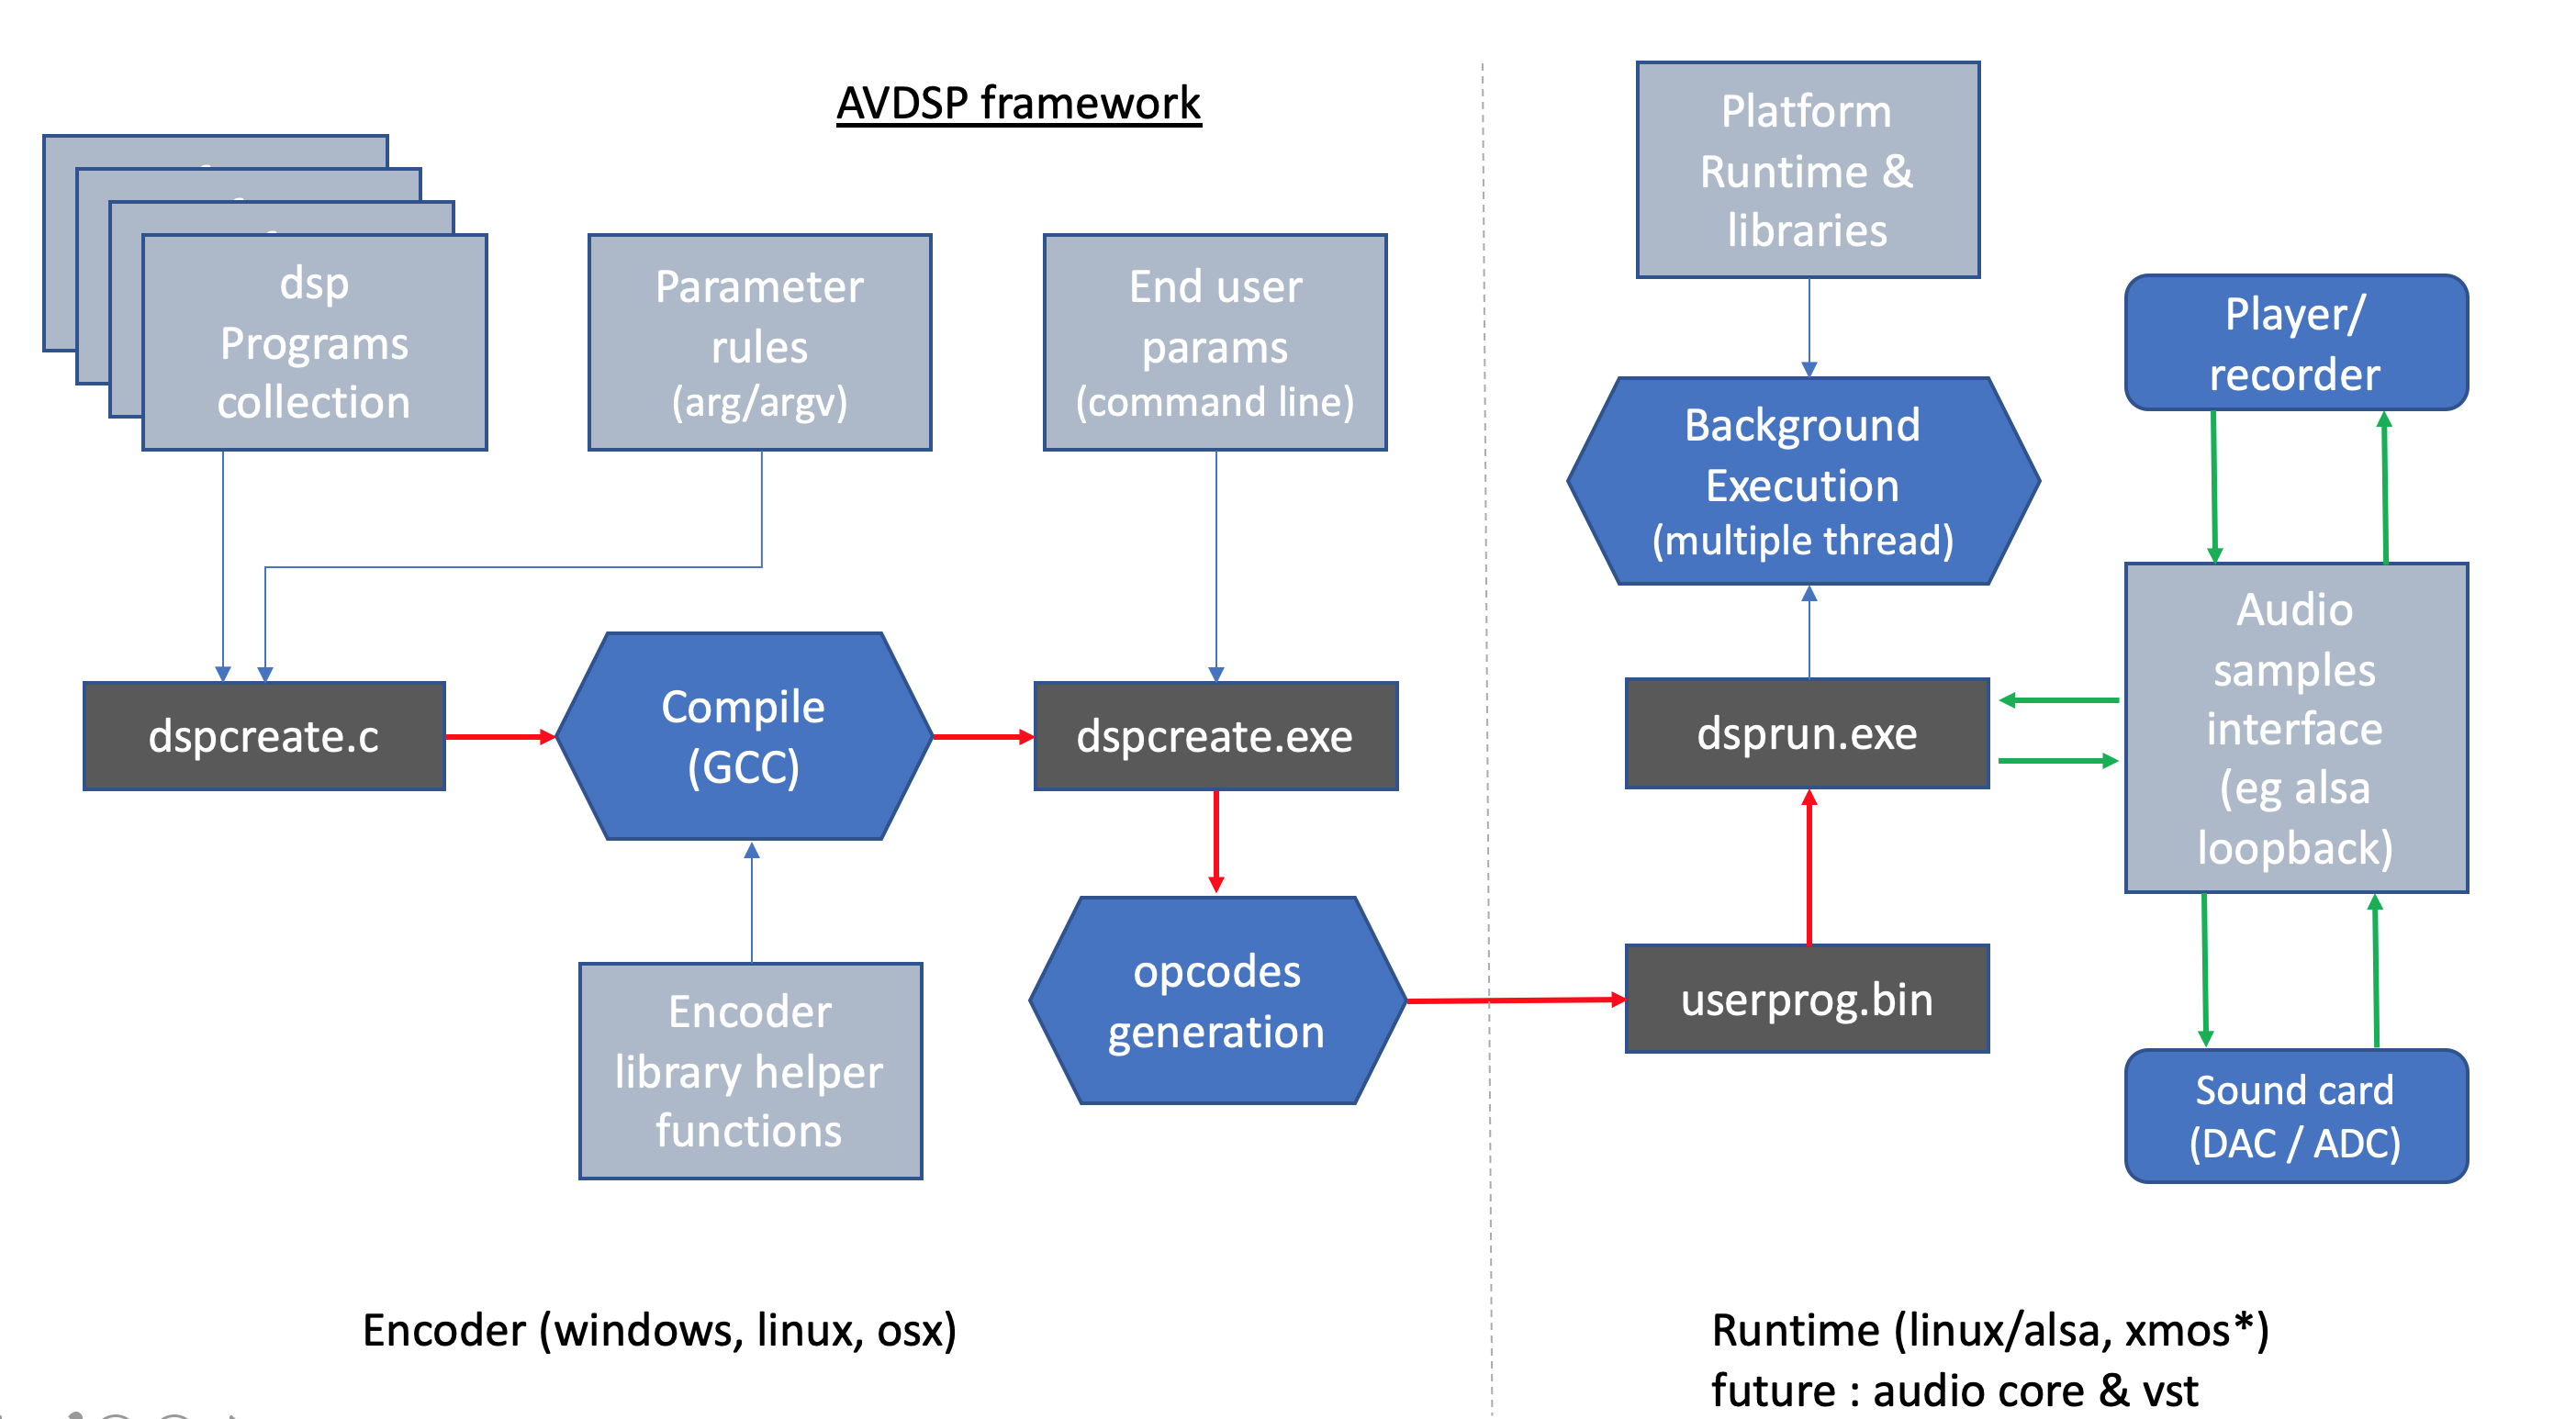 AVDSP framework
dsp
Programs
collection
Parameter
rules
(arg/argv)
End user
params
(command line)
dspcreate.c
Compile
(GCC)
dspcreate.exe
Encoder
library helper
functions
opcodes
generation
Encoder (windows, linux, osx)
Platform
Runtime &
libraries
Background
Execution
(multiple thread)
dsprun.exe
userprog.bin
Player/
recorder
Audio
samples
interface
(eg alsa
loopback)
Sound card
(DAC / ADC)
Runtime (linux/alsa, xmos*)
future : audio core & vst